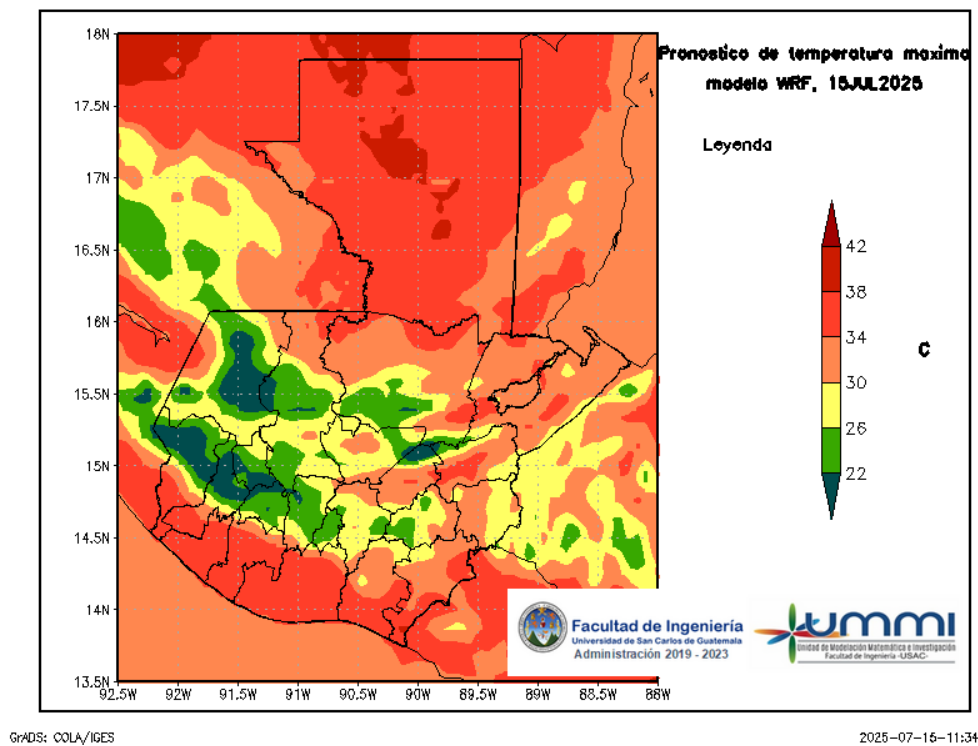 Pronostico de temperatura maxima
modelo WRF, 15JUL2025
Leyenda
42
38
34
30
26
22
C
18N
17.5N
17N
16.5N
16N
15.5N
15N
14.5N
14N
13.5N
92.5W
92W
91.5W
91W
90.5W
90W
89.5W
89W
88.5W
88W
Facultad de Ingeniería
Universidad de San Carlos de Guatemala
Administración 2019 - 2023
ummi
Unidad de Modelación Matemática e Investigación
Facultad de Ingeniería -USAC-
GrADS: COLA/IGES
2025-07-15-11:34